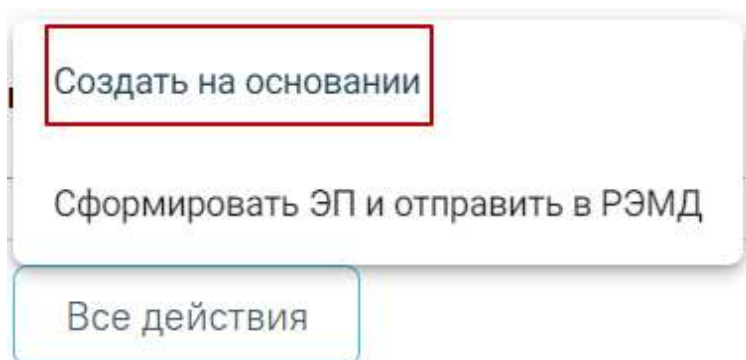 Создать на основании
Сформировать ЭП и отправить в РЭМД
Все действия